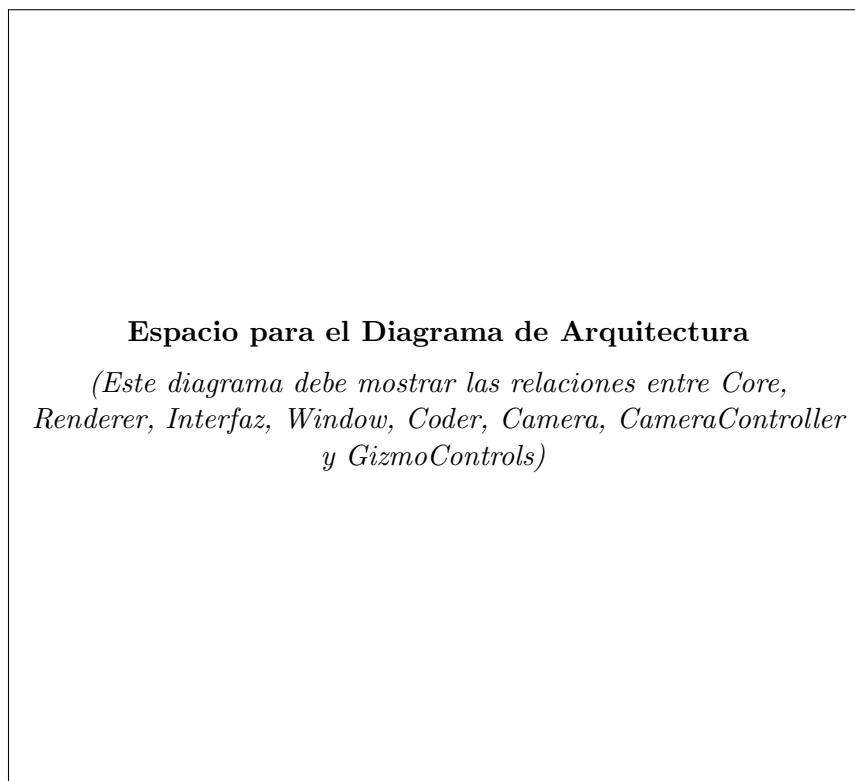 Espacio para el Diagrama de Arquitectura
(Este diagrama debe mostrar las relaciones entre Core,
Renderer, Interfaz, Window, Coder, Camera, CameraController
y GizmoControls)